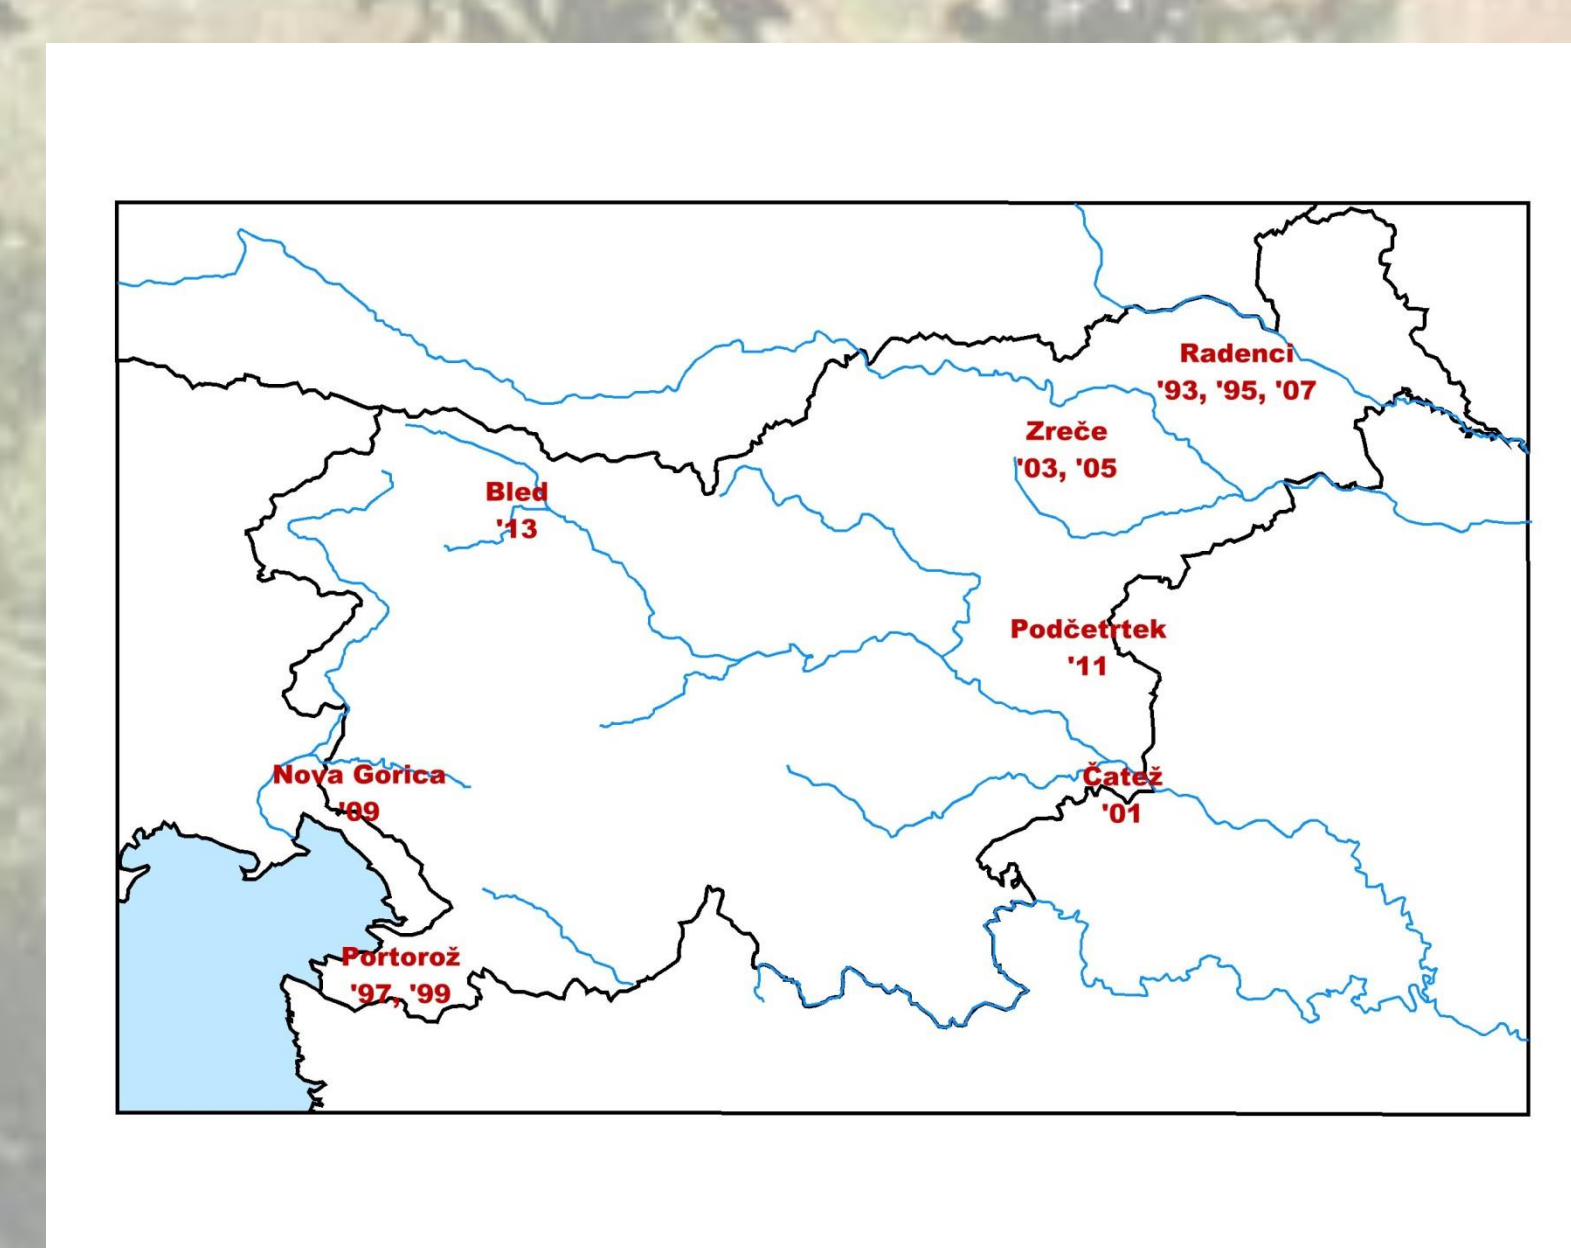 Radenci
'93, '95, '07
Zreče
'03, '05
Bled
'13
Podčetrtek
'11
Nova Gorica
'09
Čatež
'01
Portorož
'97, '99